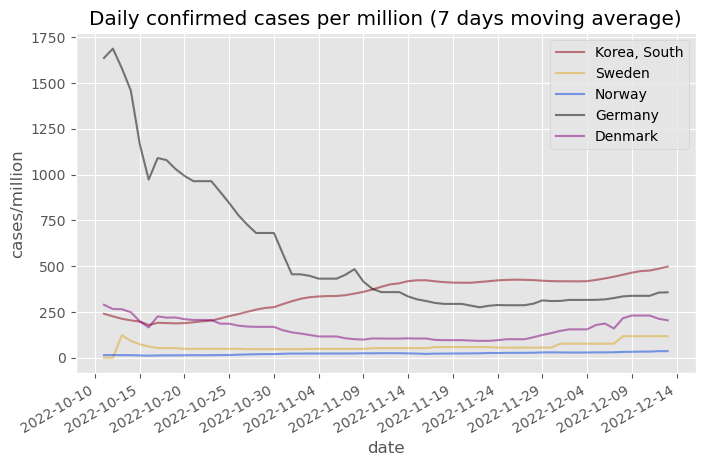 Daily confirmed cases per million (7 days moving average)
1750
1500
1250
1000
750
500
250
0
cases/million
Korea, South
Sweden
Norway
Germany
Denmark
2022-10-10
2022-10-15
2022-10-20
2022-10-25
2022-10-30
2022-11-04
2022-11-09
2022-11-14
2022-11-19
2022-11-24
2022-11-29
2022-12-04
2022-12-09
2022-12-14
date